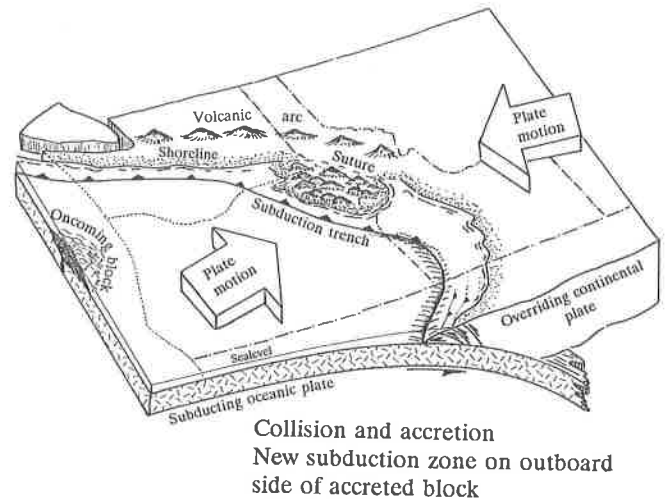 Volcanic arc
Shoreline
Suture
Plate
motion
Oncoming block
Subduction trench
Plate
motion
Overriding continental
plate
Sealevel
Subducting oceanic plate
Collision and accretion
New subduction zone on outboard
side of accreted block